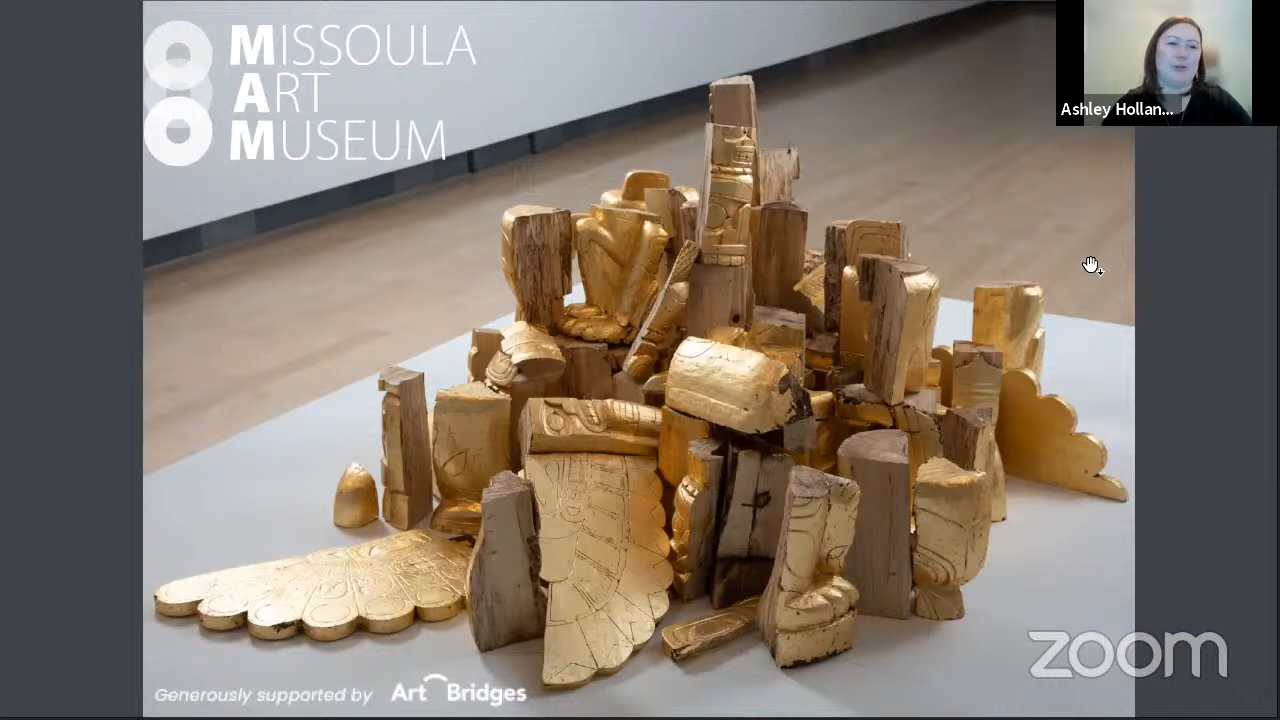 MISSOULA
ART
MUSEUM
Ashley Hollan...
Generously supported by Art Bridges
zoom